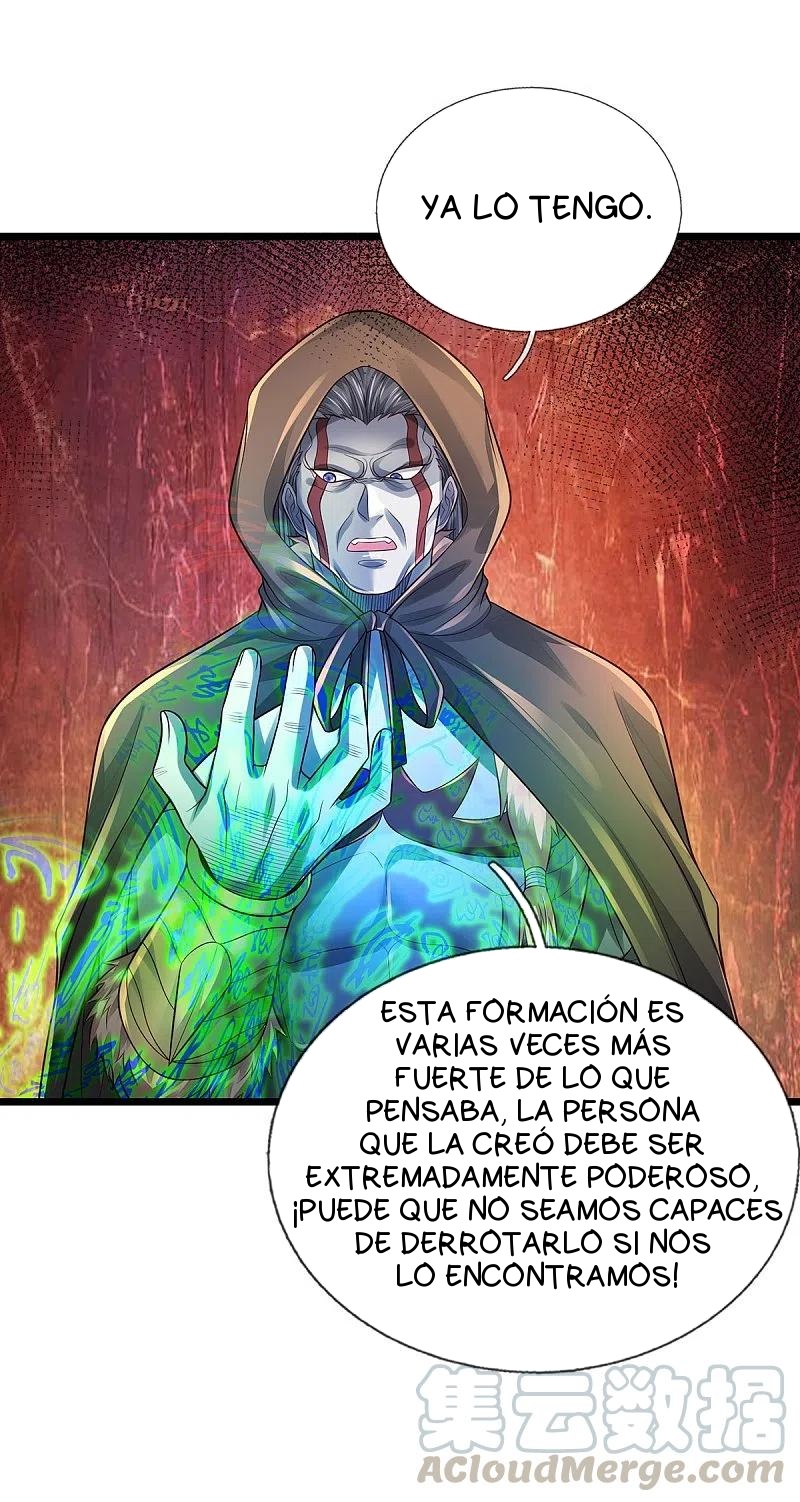 YA LO TENGO.
ESTA FORMACIÓN ES
VARIAS VECES MÁS
FUERTE DE LO QUE
PENSABA, LA PERSONA
QUE LA CREÓ DEBE SER
EXTREMADAMENTE PODEROSO,
¡PUEDE QUE NO SEAMOS CAPACES
DE DERROTARLO SI NOS
LO ENCONTRAMOS!
集云数据
ACloudMerge.com